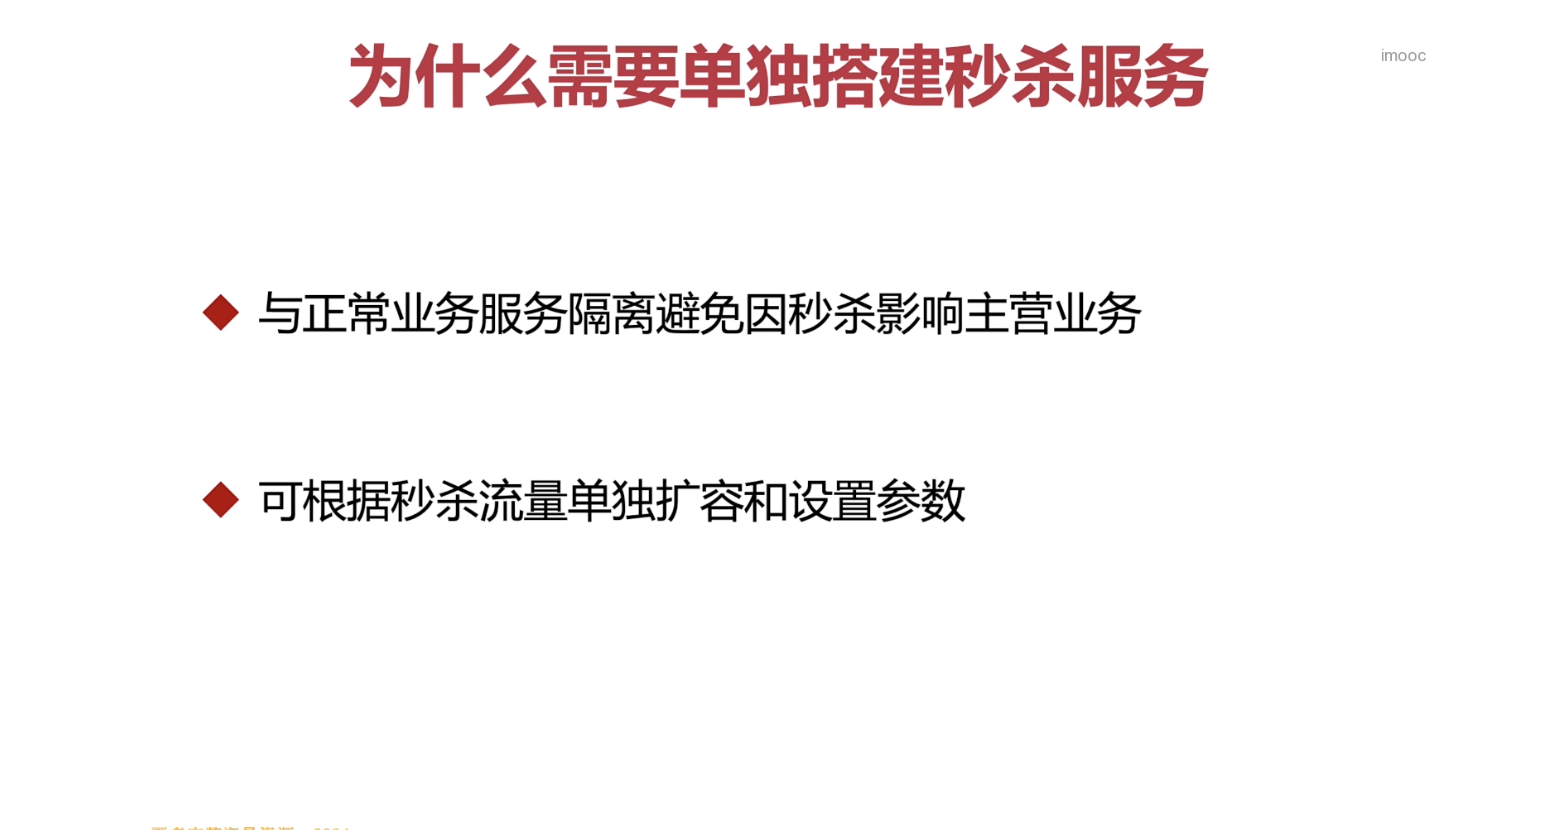 为什么需要单独搭建秒杀服务
imooc
与正常业务服务隔离避免因秒杀影响主营业务
可根据秒杀流量单独扩容和设置参数